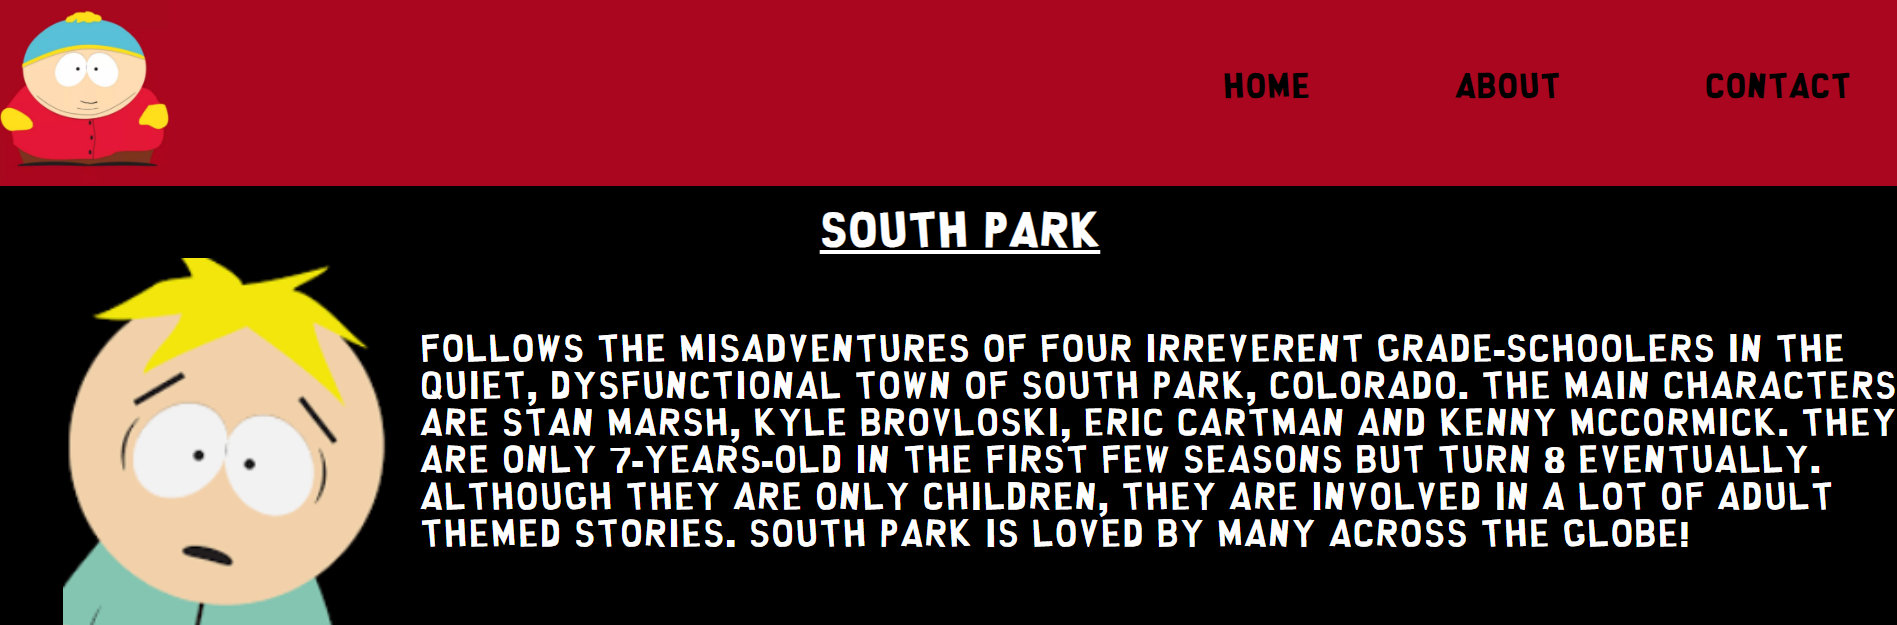 HOME ABOUT CONTACT
SOUTH PARK
FOLLOWS THE MISADVENTURES OF FOUR IRREVERENT GRADE-SCHOOLERS IN THE
QUIET, DYSFUNCTIONAL TOWN OF SOUTH PARK, COLORADO. THE MAIN CHARACTERS
ARE STAN MARSH, KYLE BROVLOSKI, ERIC CARTMAN AND KENNY MCCORMICK. THEY
ARE ONLY 7-YEARS-OLD IN THE FIRST FEW SEASONS BUT TURN 8 EVENTUALLY.
ALTHOUGH THEY ARE ONLY CHILDREN, THEY ARE INVOLVED IN A LOT OF ADULT
THEMED STORIES. SOUTH PARK IS LOVED BY MANY ACROSS THE GLOBE!